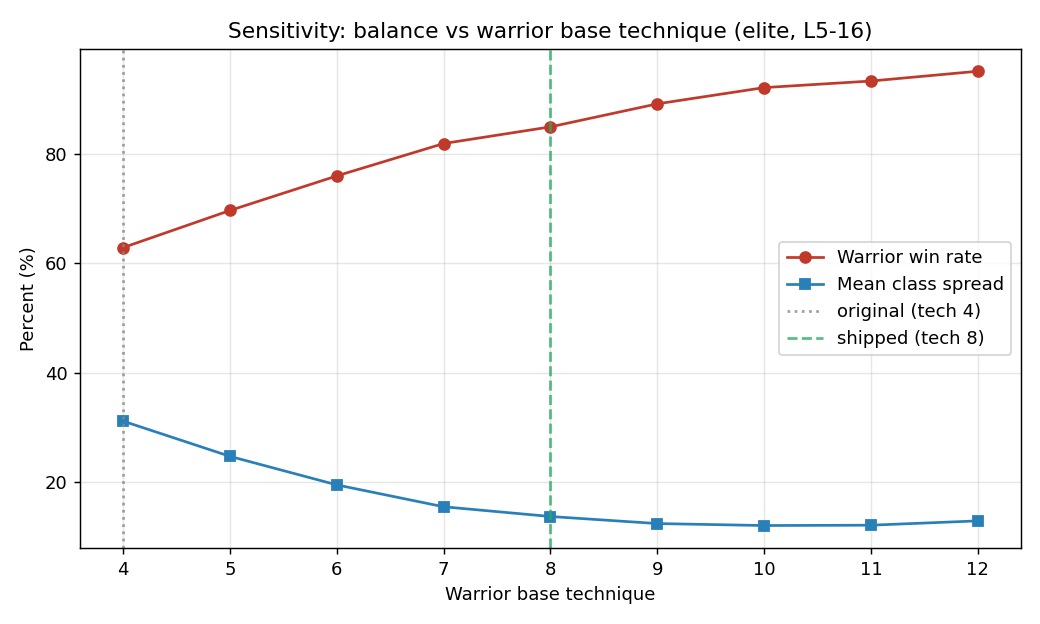 Sensitivity: balance vs warrior base technique (elite, L5-16)
Percent (%)
80
60
40
20
Warrior win rate
Mean class spread
original (tech 4)
shipped (tech 8)
4 5 6 7 8 9 10 11 12
Warrior base technique